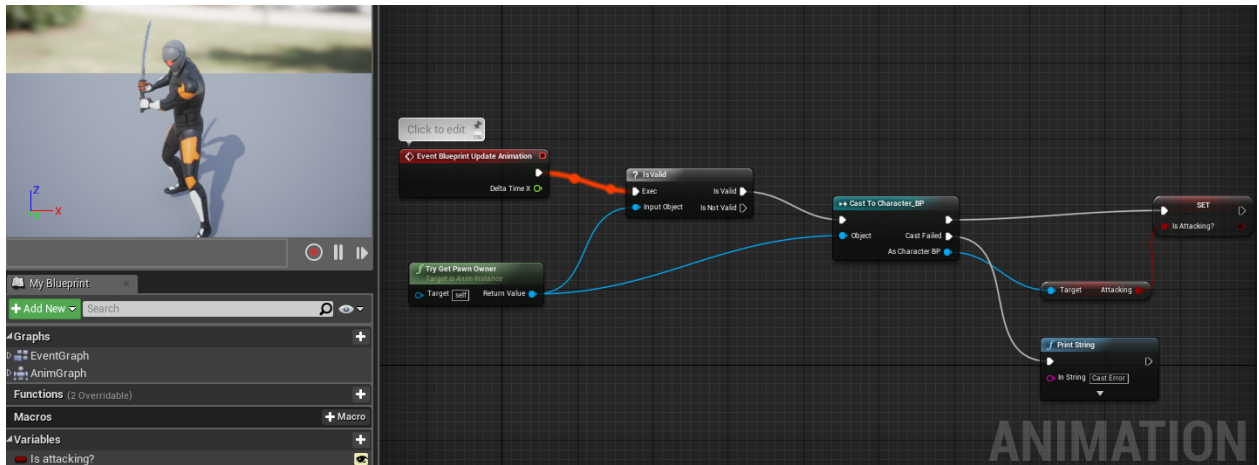 Z
X
My Blueprint
Add New
Search
Graphs
EventGraph
AnimGraph
Functions (2 Overridable)
Macros
Macro
Variables
Is attacking?
Click to edit
Event Blueprint Update Animation
Delta Time X
Try Get Pawn Owner
Target is Anim Instance
Target self
Return Value
? IsValid
Exec
Is Valid
Input Object
Is Not Valid
Cast To Character_BP
Object
Cast Failed
As Character BP
SET
Is Attacking?
Target
Attacking
Print String
In String Cast Error
ANIMATION